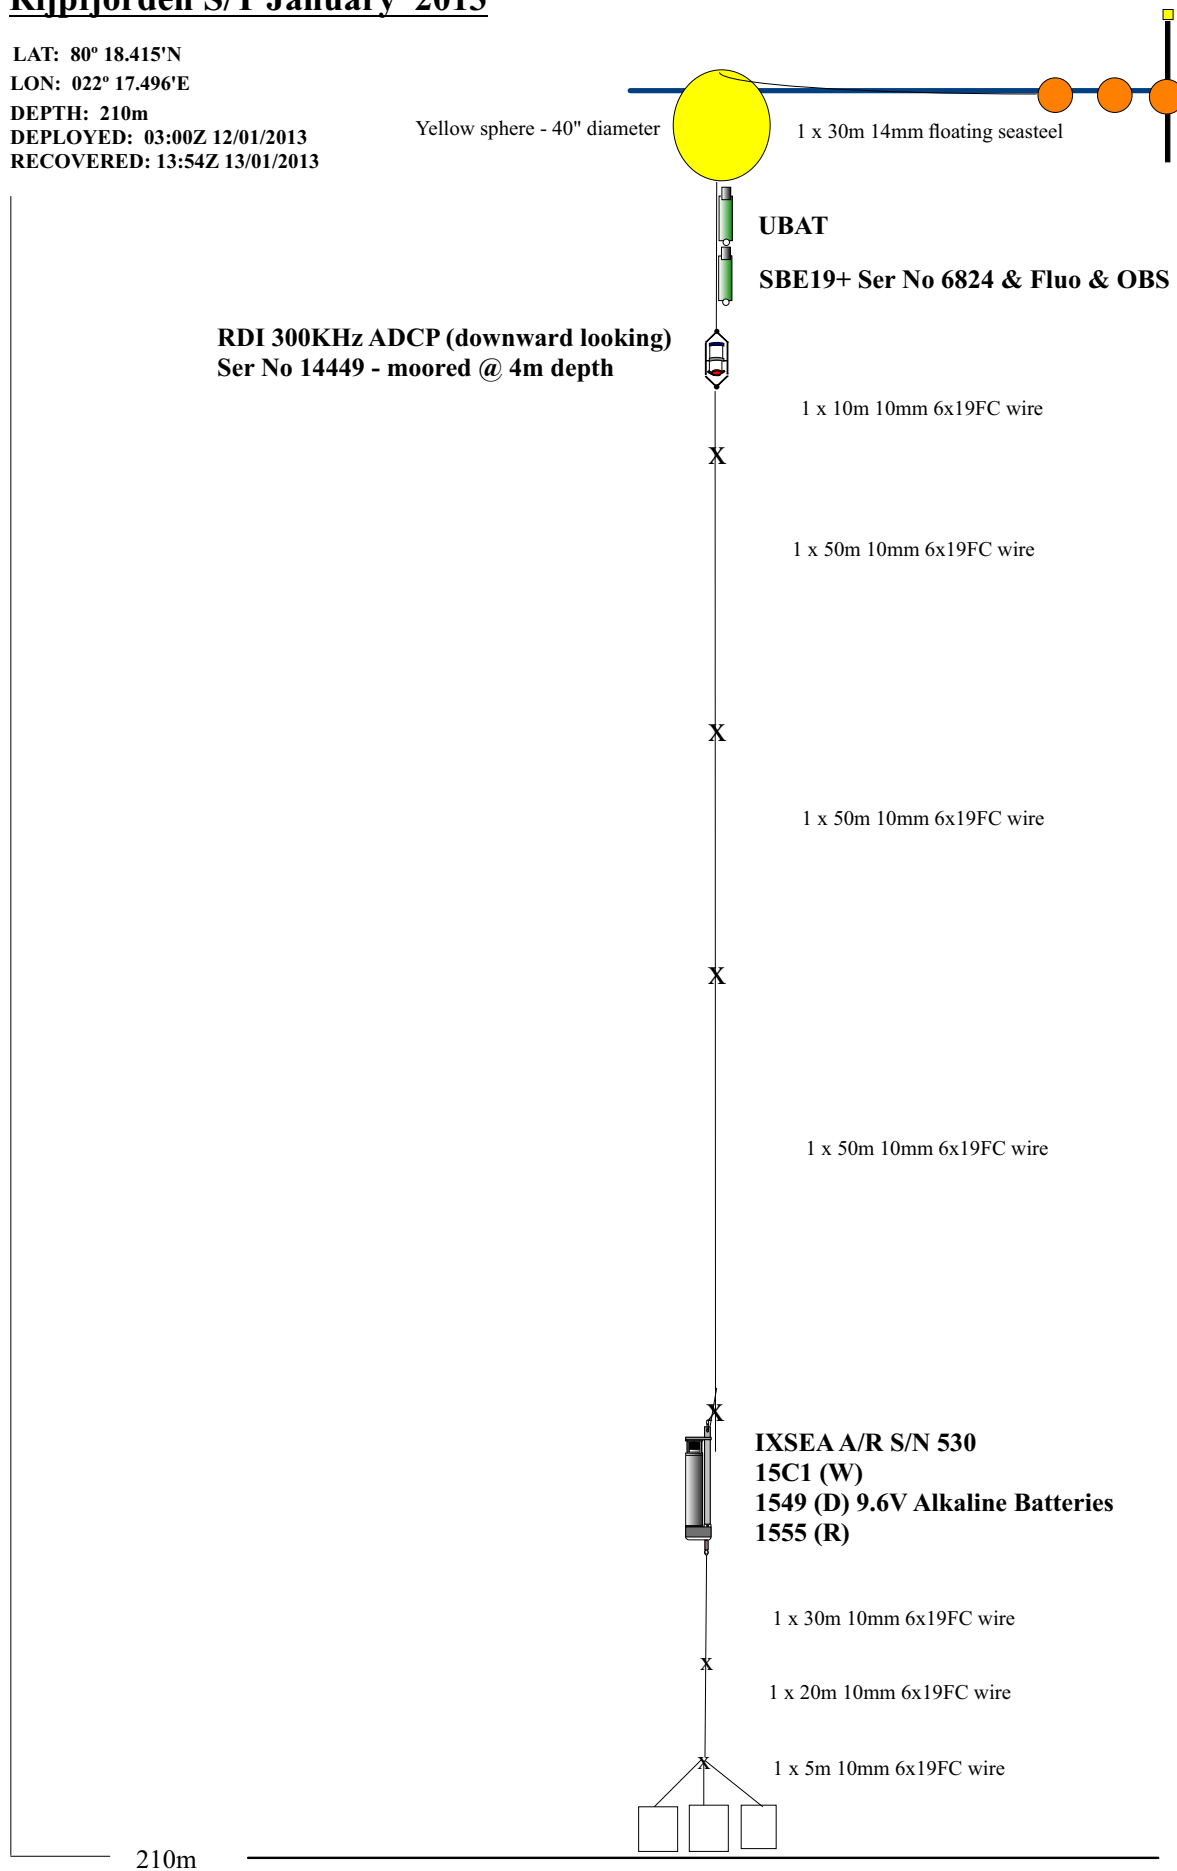 Rijpfjorden S/T January 2013
LAT: 80º 18.415'N
LON: 022º 17.496'E
DEPTH: 210m
DEPLOYED: 03:00Z 12/01/2013
RECOVERED: 13:54Z 13/01/2013
Yellow sphere - 40" diameter
1 x 30m 14mm floating seasteel
UBAT
SBE19+ Ser No 6824 & Fluo & OBS
RDI 300KHz ADCP (downward looking)
Ser No 14449 - moored @ 4m depth
1 x 10m 10mm 6x19FC wire
X
1 x 50m 10mm 6x19FC wire
X
1 x 50m 10mm 6x19FC wire
X
1 x 50m 10mm 6x19FC wire
X
IXSEA A/R S/N 530
15C1 (W)
1549 (D) 9.6V Alkaline Batteries
1555 (R)
1 x 30m 10mm 6x19FC wire
x
1 x 20m 10mm 6x19FC wire
x
1 x 5m 10mm 6x19FC wire
210m